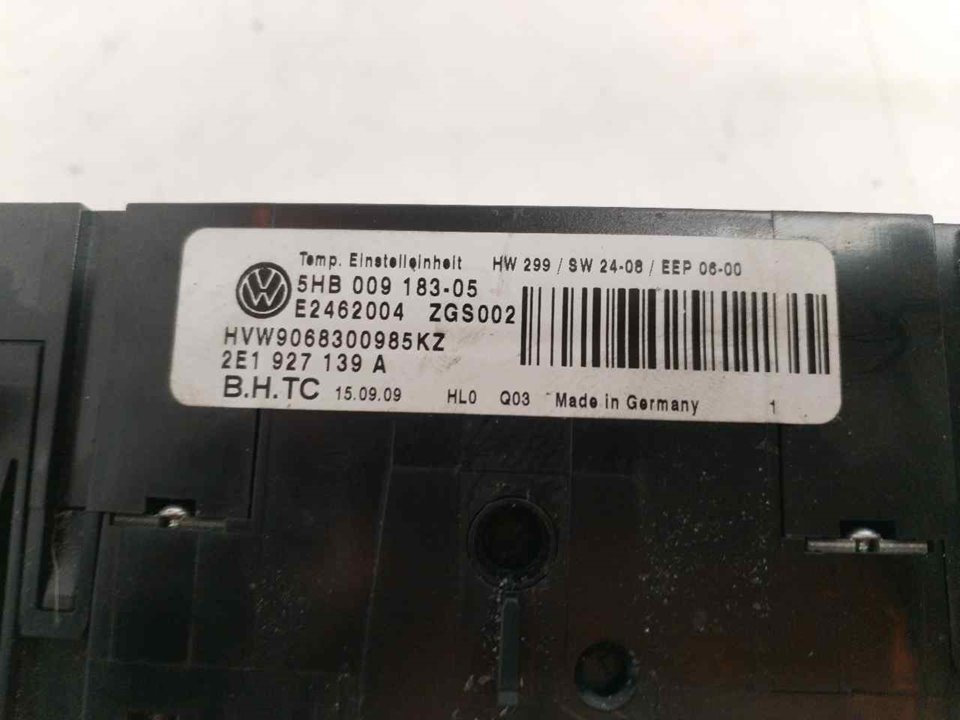 Temp. Einstelleinheit HW 299 / SW 24-08 / EEP 06-00
5HB 009 183-05
E2462004 ZGS002
HVW9068300985KZ
2E1 927 139 A
B.H.TC 15.09.09 HL0 Q03 Made in Germany 1